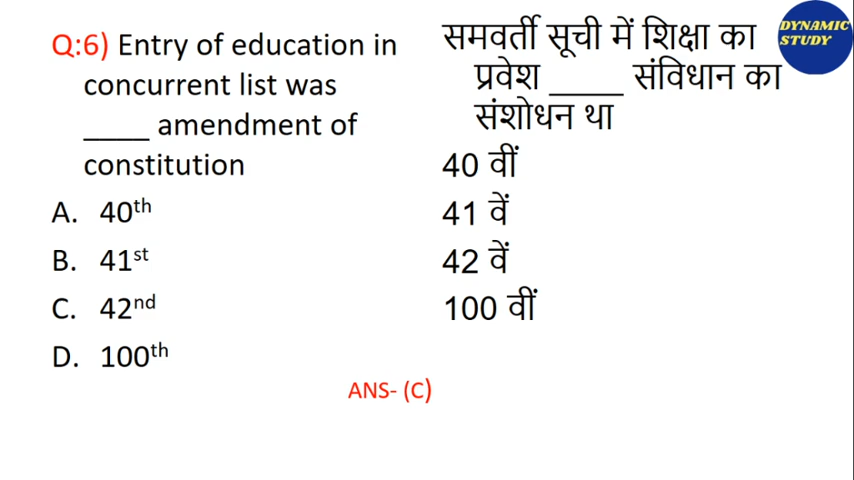 Q:6) Entry of education in
concurrent list was
____ amendment of
constitution
A. 40th
B. 41st
C. 42nd
D. 100th
समवर्ती सूची में शिक्षा का
प्रवेश ____ संविधान का
संशोधन था
40 वीं
41 वें
42 वें
100 वीं
ANS- (C)
DYNAMIC
STUDY